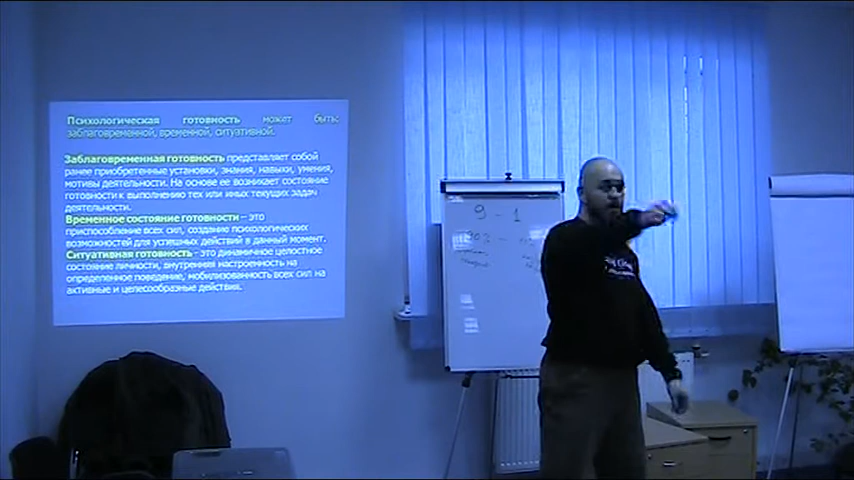 Психологическая готовность может быть:
заблаговременной, временной, ситуативной.
Заблаговременная готовность представляет собой
ранее приобретенные установки, знания, навыки, умения,
мотивы деятельности. На основе ее возникает состояние
готовности к выполнению тех или иных текущих задач
деятельности.
Временное состояние готовности – это
приспособление всех сил, создание психологических
возможностей для успешных действий в данный момент.
Ситуативная готовность - это динамичное целостное
состояние личности, внутренняя настроенность на
определенное поведение, мобилизованность всех сил на
активные и целесообразные действия.
9 - 1